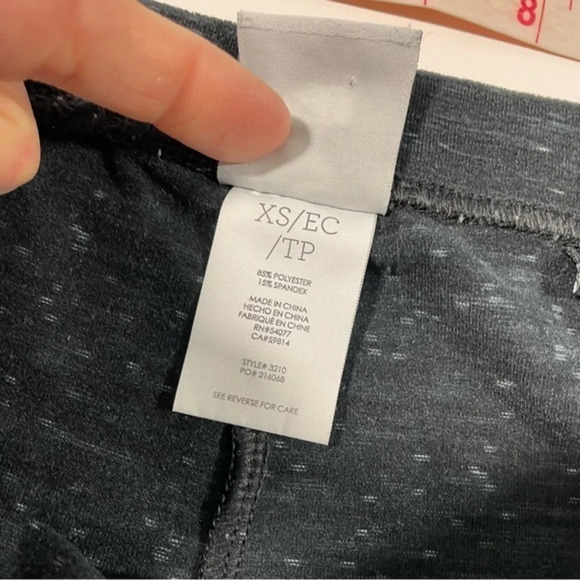 8
XS/EC
/TP
85% POLYESTER
15% SPANDEX
MADE IN CHINA
HECHO EN CHINA
FABRIQUÉ EN CHINE
RN#54077
CA#59814
STYLE# 3210
PO# 216068
SEE REVERSE FOR CARE